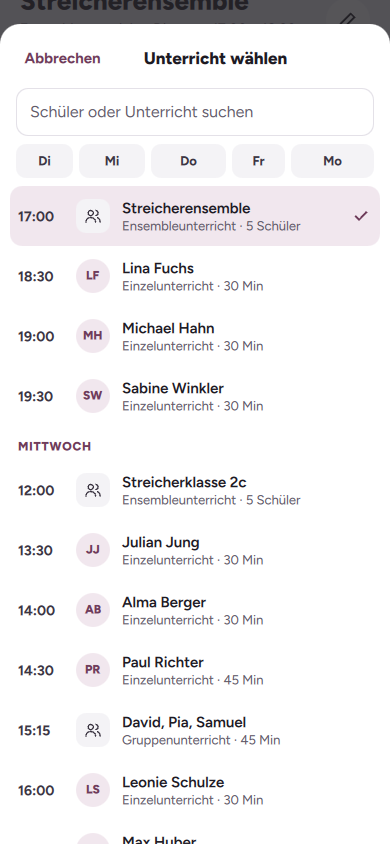 Streicherensemble
Abbrechen
Unterricht wählen
Schüler oder Unterricht suchen
Di
Mi
Do
Fr
Mo
17:00
Streicherensemble
Ensembleunterricht · 5 Schüler
18:30
LF
Lina Fuchs
Einzelunterricht · 30 Min
19:00
MH
Michael Hahn
Einzelunterricht · 30 Min
19:30
SW
Sabine Winkler
Einzelunterricht · 30 Min
MITTWOCH
12:00
Streicherklasse 2c
Ensembleunterricht · 5 Schüler
13:30
JJ
Julian Jung
Einzelunterricht · 30 Min
14:00
AB
Alma Berger
Einzelunterricht · 30 Min
14:30
PR
Paul Richter
Einzelunterricht · 45 Min
15:15
David, Pia, Samuel
Gruppenunterricht · 45 Min
16:00
LS
Leonie Schulze
Einzelunterricht · 30 Min
Max Huber